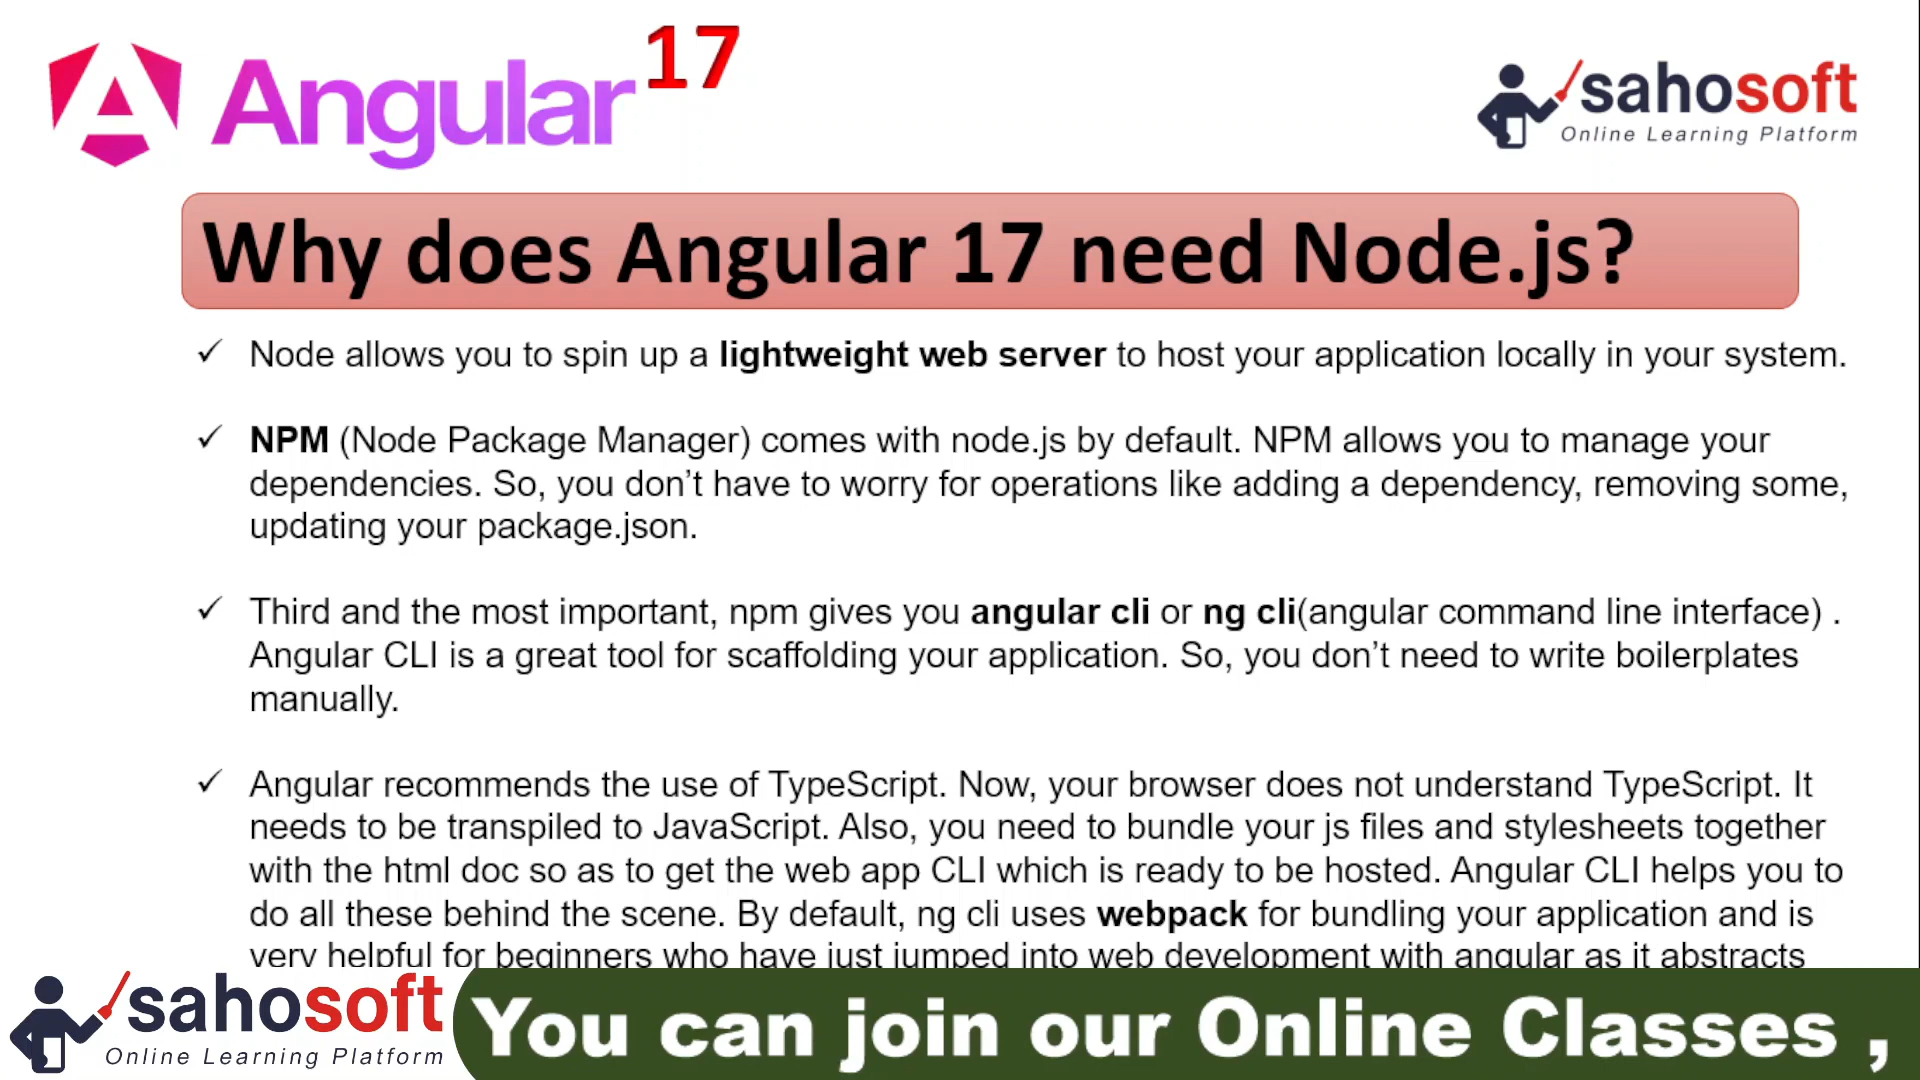 Angular 17
sahosoft
Online Learning Platform
Why does Angular 17 need Node.js?
✓ Node allows you to spin up a lightweight web server to host your application locally in your system.
✓ NPM (Node Package Manager) comes with node.js by default. NPM allows you to manage your
dependencies. So, you don’t have to worry for operations like adding a dependency, removing some,
updating your package.json.
✓ Third and the most important, npm gives you angular cli or ng cli(angular command line interface) .
Angular CLI is a great tool for scaffolding your application. So, you don’t need to write boilerplates
manually.
✓ Angular recommends the use of TypeScript. Now, your browser does not understand TypeScript. It
needs to be transpiled to JavaScript. Also, you need to bundle your js files and stylesheets together
with the html doc so as to get the web app CLI which is ready to be hosted. Angular CLI helps you to
do all these behind the scene. By default, ng cli uses webpack for bundling your application and is
very helpful for beginners who have just jumped into web development with angular as it abstracts
sahosoft
Online Learning Platform
You can join our Online Classes ,